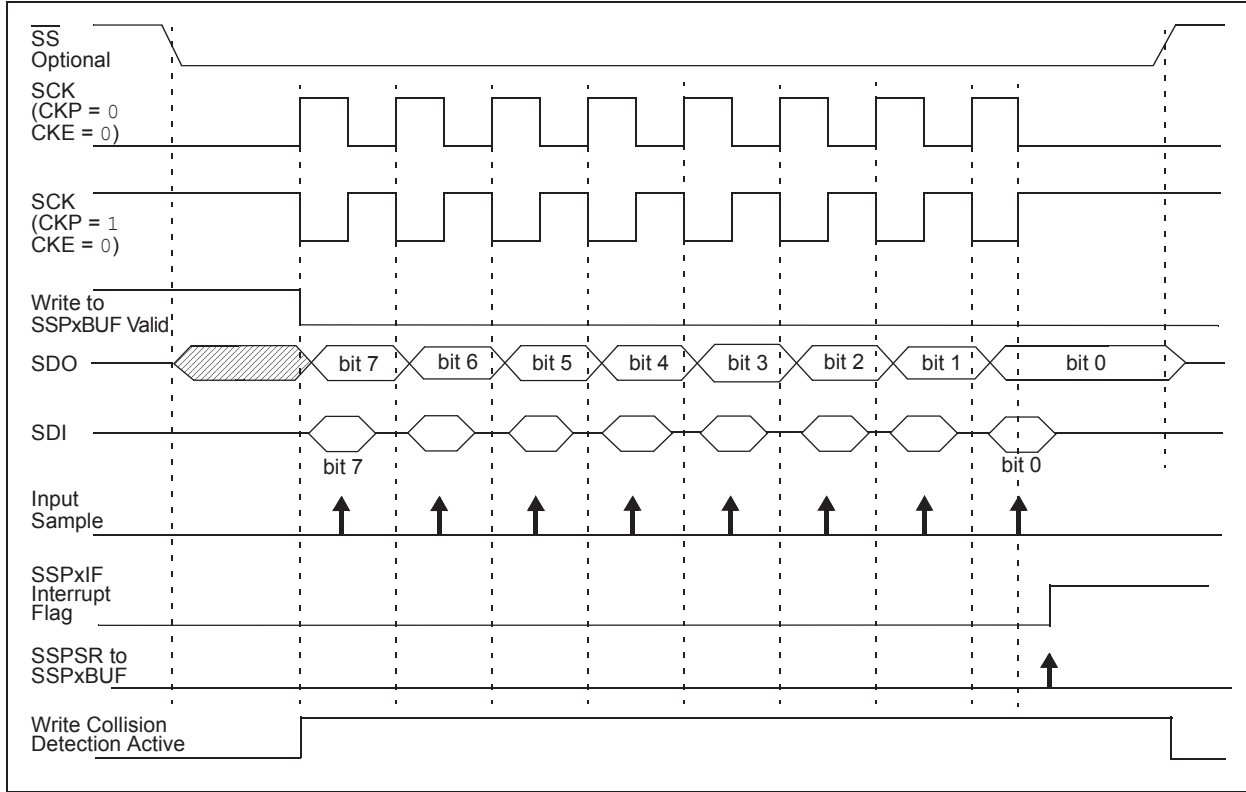 SS
Optional
SCK
(CKP = 0
CKE = 0)
SCK
(CKP = 1
CKE = 0)
Write to
SSPxBUF Valid
SDO
bit 7
bit 6
bit 5
bit 4
bit 3
bit 2
bit 1
bit 0
SDI
bit 7
bit 0
Input
Sample
SSPxIF
Interrupt
Flag
SSPSR to
SSPxBUF
Write Collision
Detection Active